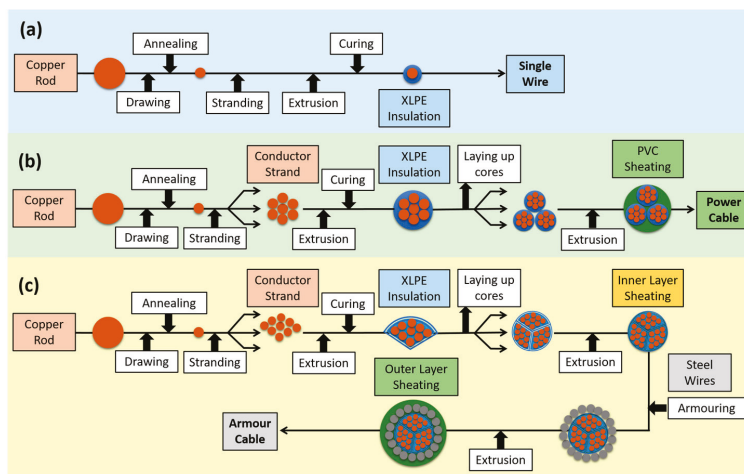 (a)
Annealing
Curing
Copper
Rod
Single
Wire
Drawing
Stranding
Extrusion
XLPE
Insulation
(b)
Annealing
Conductor
Strand
Curing
XLPE
Insulation
Laying up
cores
PVC
Sheating
Copper
Rod
Power
Cable
Drawing
Stranding
Extrusion
Extrusion
(c)
Annealing
Conductor
Strand
Curing
XLPE
Insulation
Laying up
cores
Inner Layer
Sheating
Copper
Rod
Drawing
Stranding
Extrusion
Extrusion
Outer Layer
Sheating
Steel
Wires
Armouring
Armour
Cable
Extrusion